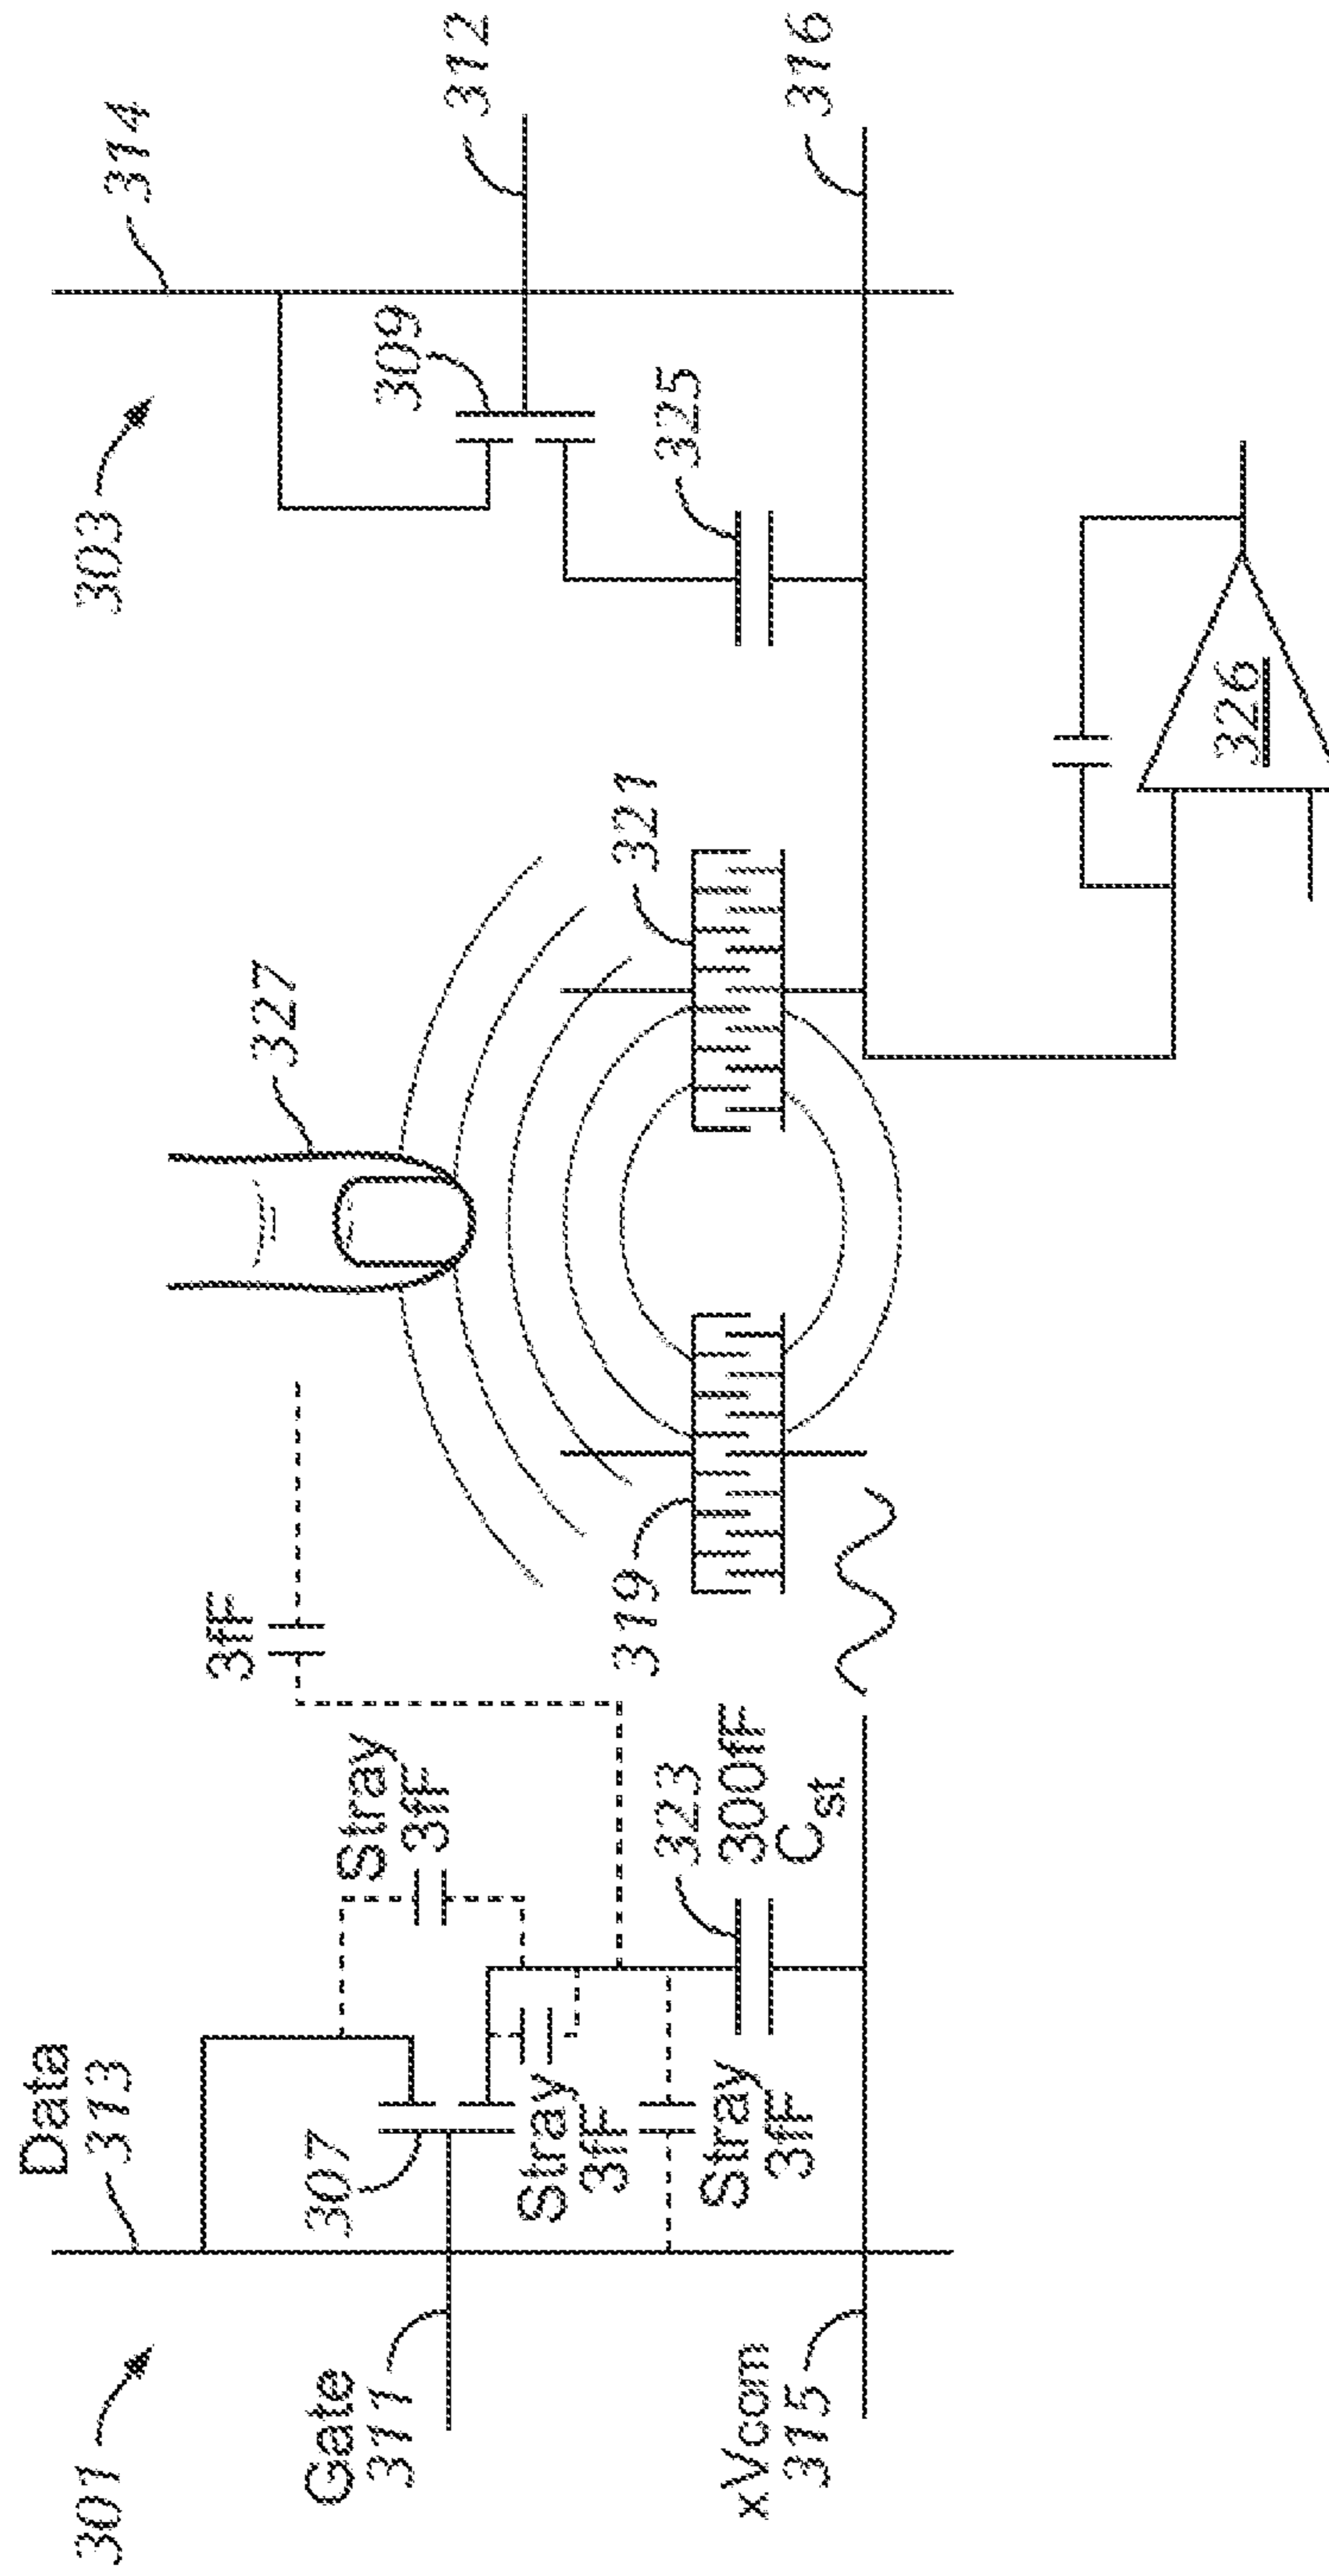 301
Data
313
303
314
Gate
311
307
Stray
3fF
3fF
327
309
312
Stray
3fF
Stray
3fF
xVcom
315
323
300fF
Cst
319
321
325
316
326